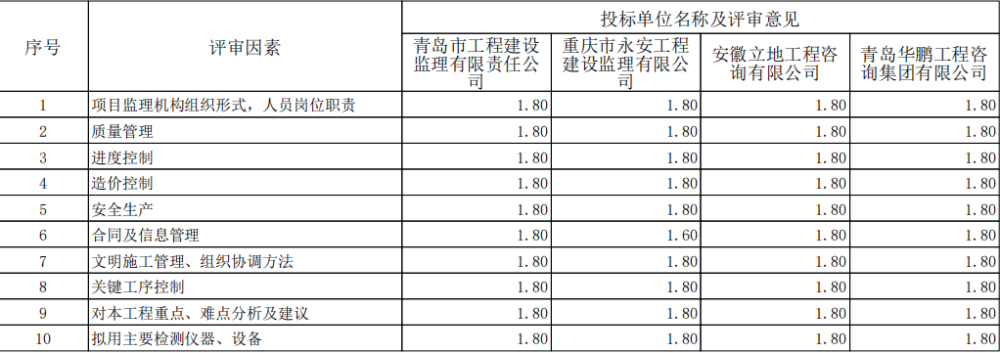 投标单位名称及评审意见
序号 评审因素
青岛市工程建设
监理有限责任公
司
重庆市永安工程
建设监理有限公
司
安徽立地工程咨
询有限公司
青岛华鹏工程咨
询集团有限公司
1 项目监理机构组织形式，人员岗位职责 1.80 1.80 1.80 1.80
2 质量管理 1.80 1.80 1.80 1.80
3 进度控制 1.80 1.80 1.80 1.80
4 造价控制 1.80 1.80 1.80 1.80
5 安全生产 1.80 1.80 1.80 1.80
6 合同及信息管理 1.80 1.60 1.80 1.80
7 文明施工管理、组织协调方法 1.80 1.80 1.80 1.80
8 关键工序控制 1.80 1.80 1.80 1.80
9 对本工程重点、难点分析及建议 1.80 1.80 1.80 1.80
10 拟用主要检测仪器、设备 1.80 1.80 1.80 1.80